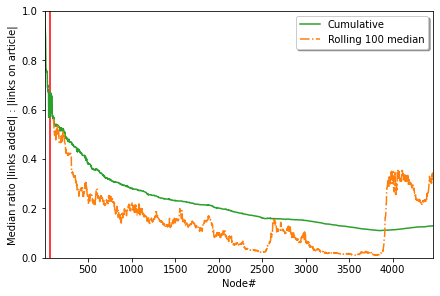 Cumulative
Rolling 100 median
Median ratio |links added| : |links on article|
1.0
0.8
0.6
0.4
0.2
0.0
500 1000 1500 2000 2500 3000 3500 4000
Node#